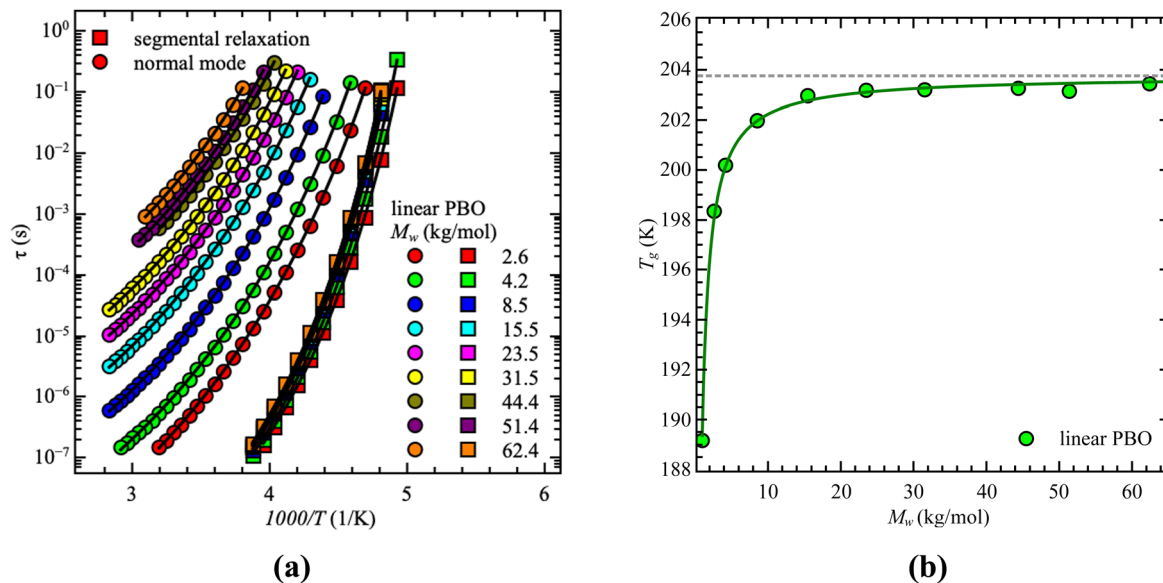 10⁰
10⁻¹
10⁻²
10⁻³
10⁻⁴
10⁻⁵
10⁻⁶
10⁻⁷
τ (s)
segmental relaxation
normal mode
linear PBO
M_w (kg/mol)
2.6
4.2
8.5
15.5
23.5
31.5
44.4
51.4
62.4
3 4 5 6
1000/T (1/K)
(a)
206
204
202
200
198
196
194
192
190
188
T_g (K)
linear PBO
10 20 30 40 50 60
M_w (kg/mol)
(b)